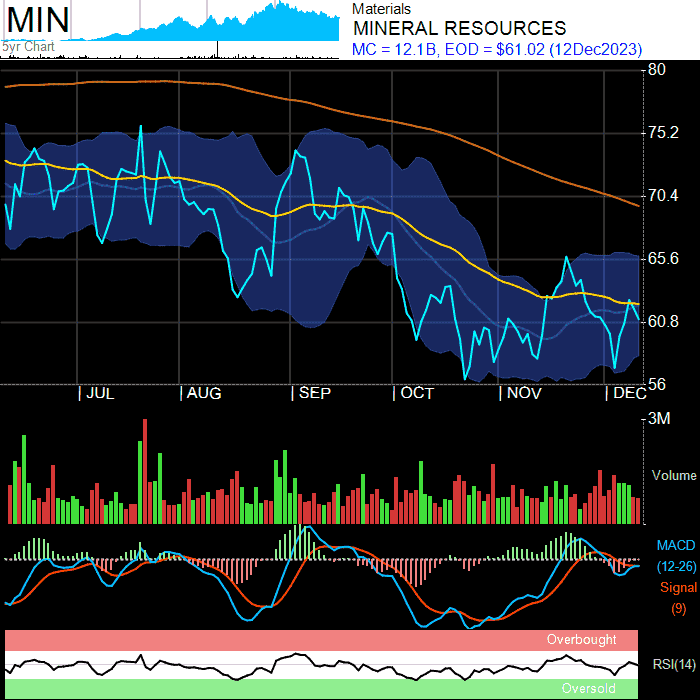 MIN
5yr Chart
Materials
MINERAL RESOURCES
MC = 12.1B, EOD = $61.02 (12Dec2023)
80
75.2
70.4
65.6
60.8
56
JUL AUG SEP OCT NOV DEC
3M
Volume
MACD
(12-26)
Signal
(9)
Overbought
RSI(14)
Oversold